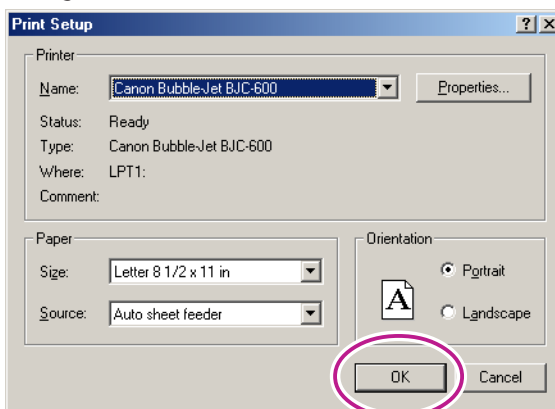 Print Setup
Printer
Name: Canon Bubble-Jet BJC-600 Properties...
Status: Ready
Type: Canon Bubble-Jet BJC-600
Where: LPT1:
Comment:
Paper
Size: Letter 8 1/2 x 11 in
Source: Auto sheet feeder
Orientation
A
Portrait
Landscape
OK Cancel